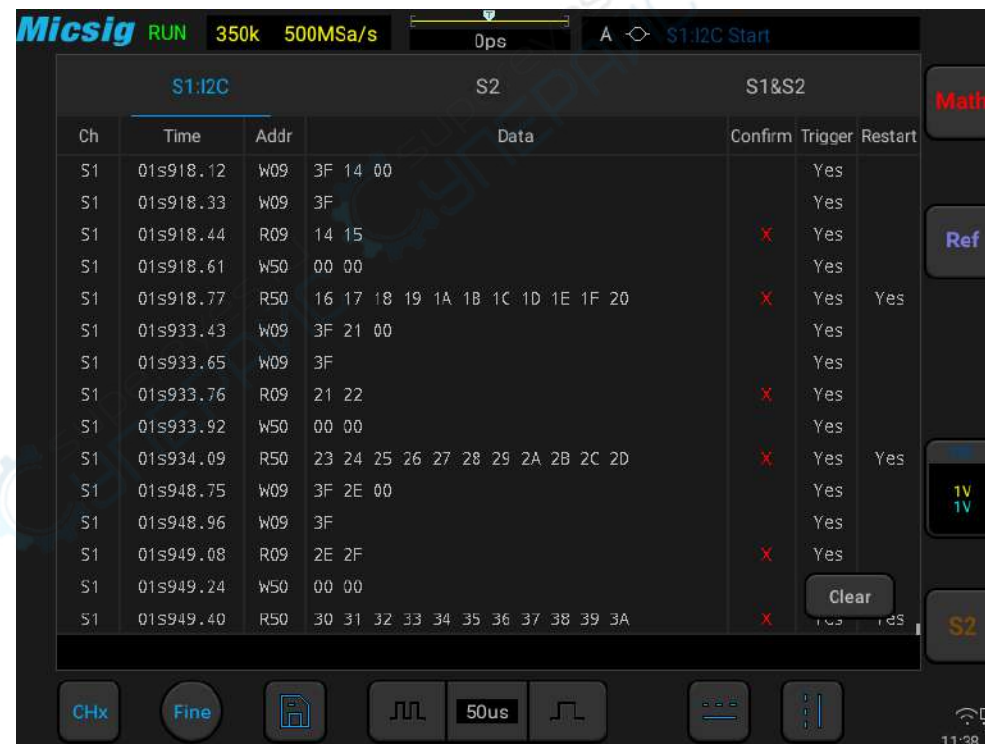 Micsig RUN 350k 500MSa/s 0ps A S1:I2C Start
S1:I2C S2 S1&S2
Math
Ch Time Addr Data Confirm Trigger Restart
S1 01s918.12 W09 3F 14 00 Yes
S1 01s918.33 W09 3F Yes
S1 01s918.44 R09 14 15 X Yes
Ref
S1 01s918.61 W50 00 00 Yes
S1 01s918.77 R50 16 17 18 19 1A 1B 1C 1D 1E 1F 20 X Yes Yes
S1 01s933.43 W09 3F 21 00 Yes
S1 01s933.65 W09 3F Yes
S1 01s933.76 R09 21 22 X Yes
S1 01s933.92 W50 00 00 Yes
S1 01s934.09 R50 23 24 25 26 27 28 29 2A 2B 2C 2D X Yes Yes
S1 01s948.75 W09 3F 2E 00 Yes
1V
1V
S1 01s948.96 W09 3F Yes
S1 01s949.08 R09 2E 2F X Yes
S1 01s949.24 W50 00 00
Clear
S1 01s949.40 R50 30 31 32 33 34 35 36 37 38 39 3A X
S2
CHx Fine 50us
11:38